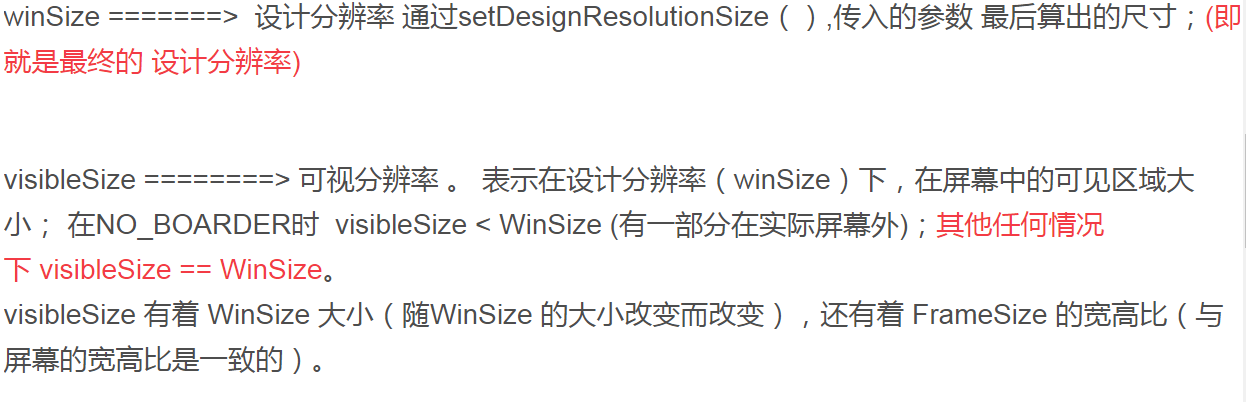 winSize =======>  设计分辨率 通过setDesignResolutionSize（）,传入的参数 最后算出的尺寸；(即
就是最终的 设计分辨率)
visibleSize ========> 可视分辨率 。 表示在设计分辨率（winSize）下，在屏幕中的可见区域大
小； 在NO_BOARDER时  visibleSize < WinSize (有一部分在实际屏幕外)；其他任何情况
下 visibleSize == WinSize。
visibleSize 有着 WinSize 大小（随WinSize 的大小改变而改变），还有着 FrameSize 的宽高比（与
屏幕的宽高比是一致的）。